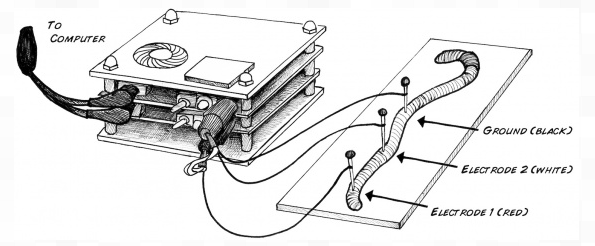 To
Computer
Ground (Black)
Electrode 2 (White)
Electrode 1 (Red)